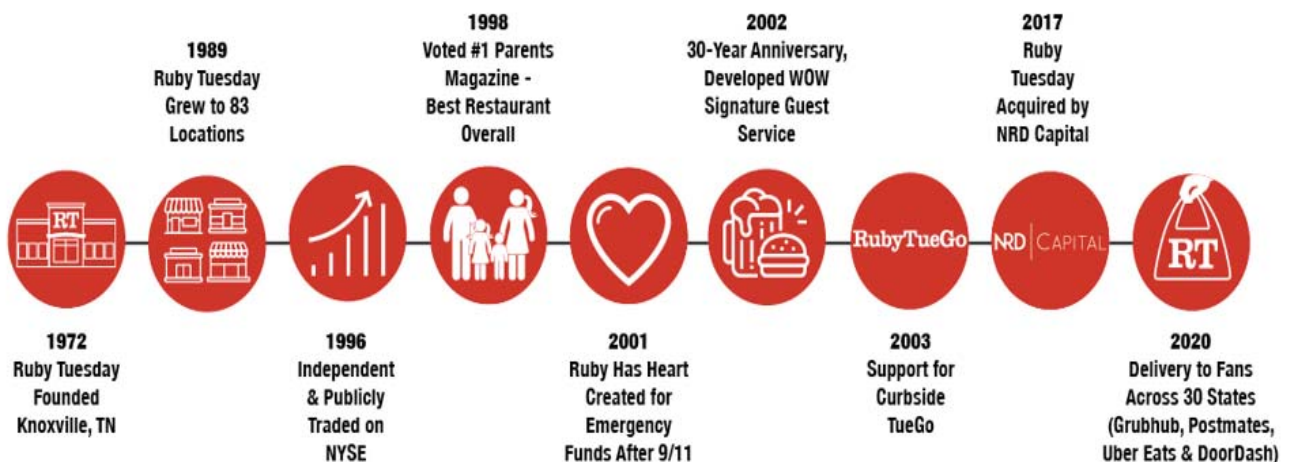 1972
Ruby Tuesday
Founded
Knoxville, TN
RT
1989
Ruby Tuesday
Grew to 83
Locations
1996
Independent
& Publicly
Traded on
NYSE
1998
Voted #1 Parents
Magazine -
Best Restaurant
Overall
2001
Ruby Has Heart
Created for
Emergency
Funds After 9/11
2002
30-Year Anniversary,
Developed WOW
Signature Guest
Service
RubyTueGo
2003
Support for
Curbside
TueGo
2017
Ruby
Tuesday
Acquired by
NRD Capital
NRD | CAPITAL
RT
2020
Delivery to Fans
Across 30 States
(Grubhub, Postmates,
Uber Eats & DoorDash)